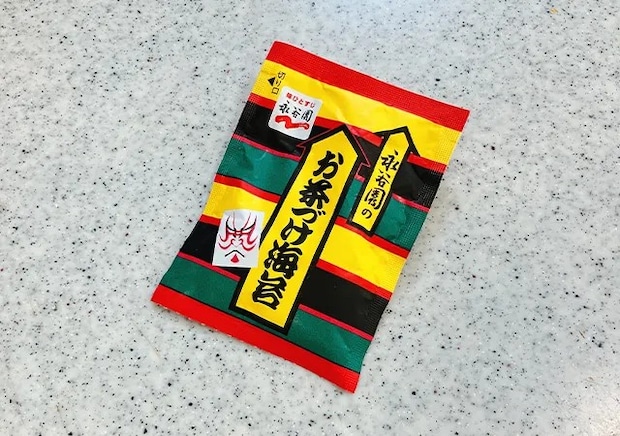 切り口
味ひとすじ
永谷園
永谷園の
お茶づけ海苔